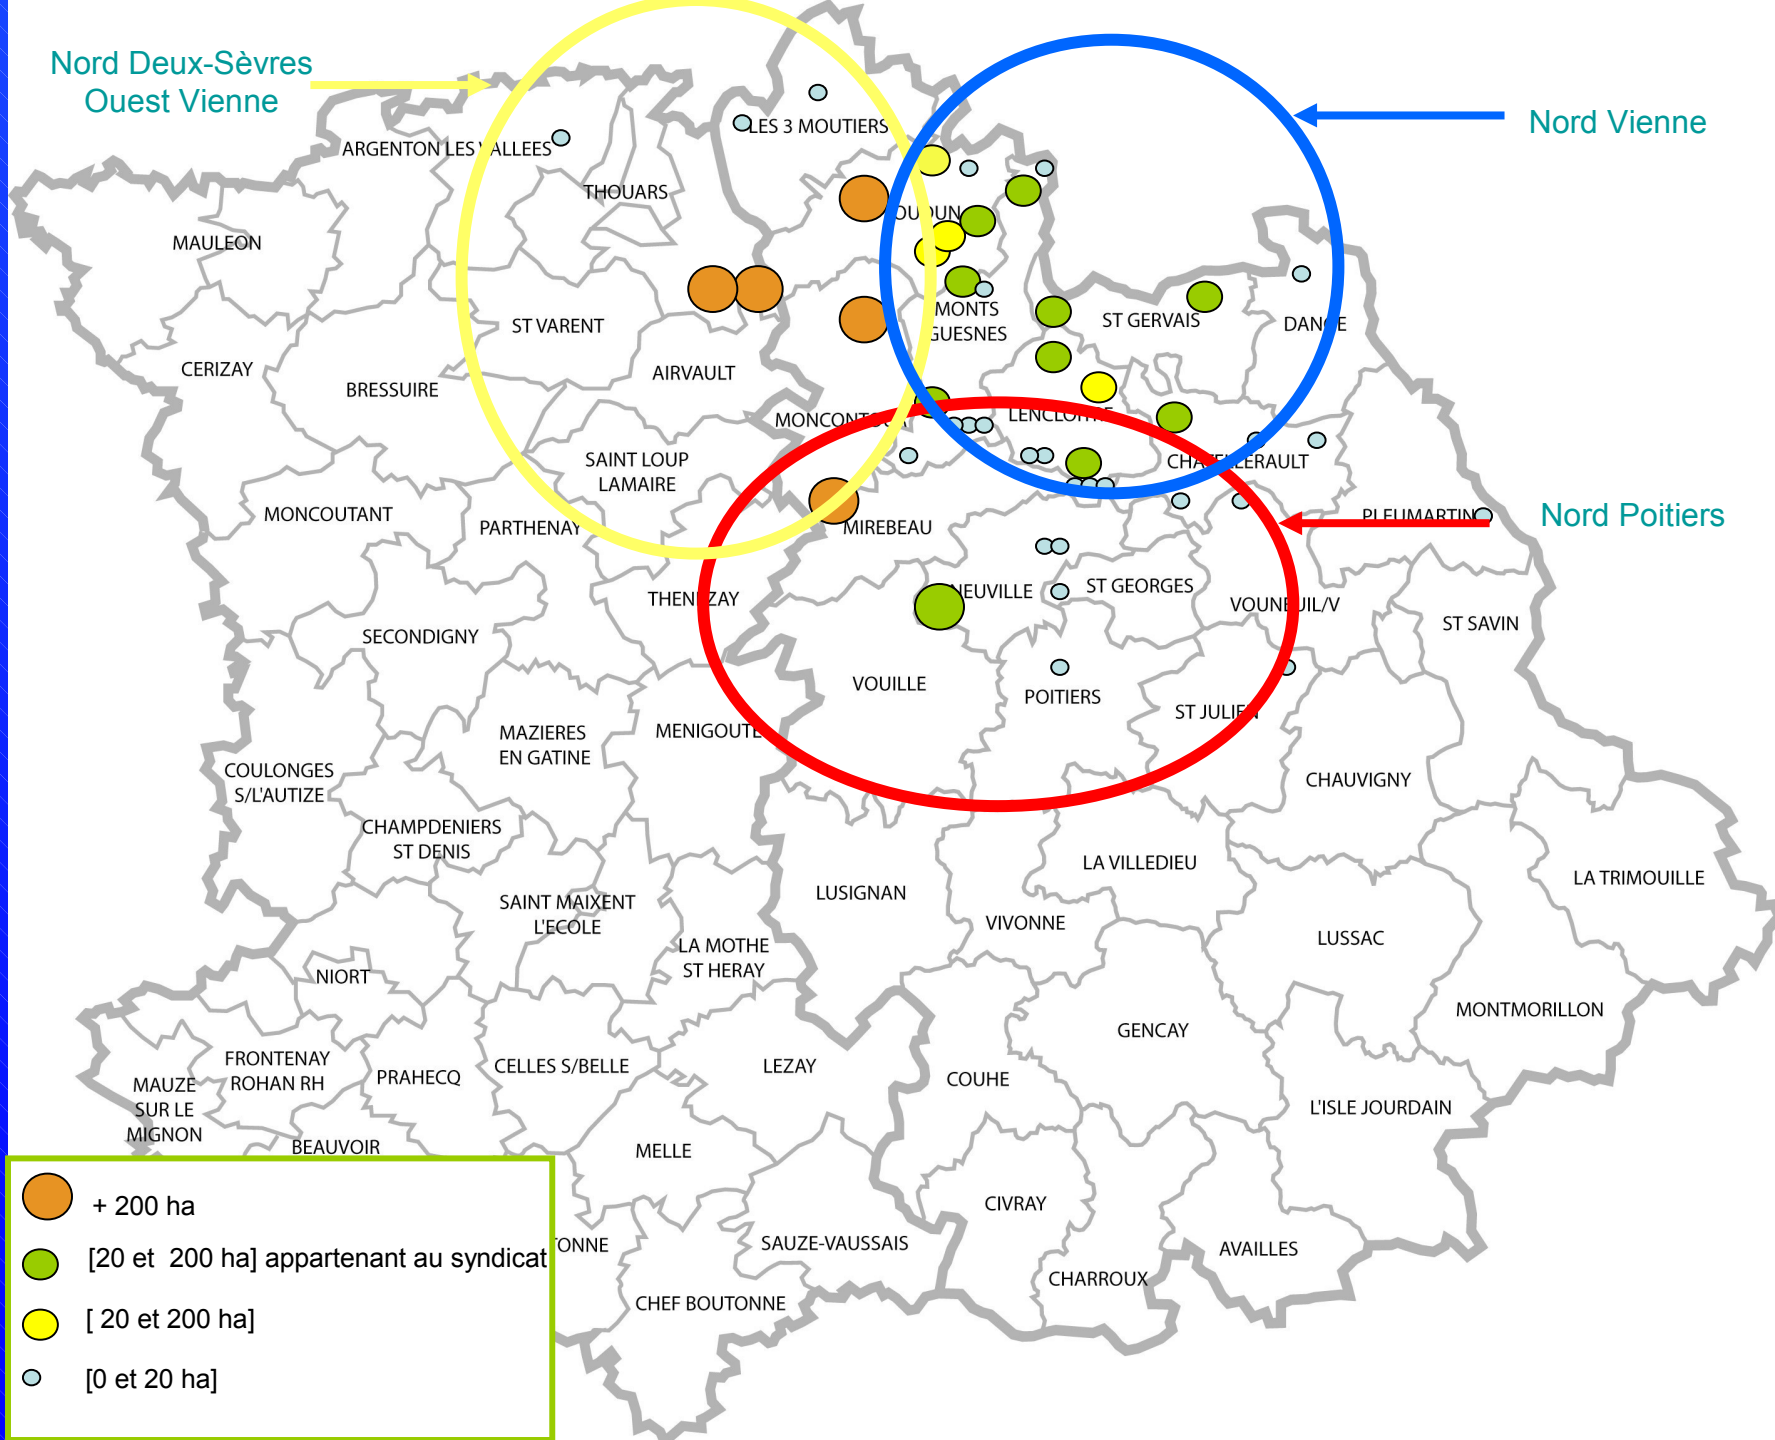 Nord Deux-Sèvres
Ouest Vienne
Nord Vienne
LES 3 MOUTIERS
ARGENTON LES VALLEES
THOUARS
OUDUN
MAULEON
MONTS
GUESNES
ST GERVAIS
DANGE
ST VARENT
CERIZAY
AIRVAULT
BRESSUIRE
MONCONTOUR
LENCLOITRE
SAINT LOUP
LAMAIRE
CHATELLERAULT
MONCOUTANT
PARTHENAY
MIREBEAU
PLEUMARTIN
Nord Poitiers
THENEZAY
NEUVILLE
ST GEORGES
VOUNEUIL/V
ST SAVIN
SECONDIGNY
VOUILLE
POITIERS
ST JULIEN
MAZIERES
EN GATINE
MENIGOUTE
COULONGES
S/L'AUTIZE
CHAUVIGNY
CHAMPDENIERS
ST DENIS
LA VILLEDIEU
LA TRIMOUILLE
LUSIGNAN
SAINT MAIXENT
L'ECOLE
VIVONNE
LUSSAC
LA MOTHE
ST HERAY
NIORT
MONTMORILLON
GENCAY
FRONTENAY
ROHAN RH
PRAHECQ
CELLES S/BELLE
LEZAY
COUHE
MAUZE
SUR LE
MIGNON
L'ISLE JOURDAIN
BEAUVOIR
MELLE
CIVRAY
TONNE
SAUZE-VAUSSAIS
AVAILLES
CHARROUX
CHEF BOUTONNE
+ 200 ha
[20 et  200 ha] appartenant au syndicat
[ 20 et 200 ha]
[0 et 20 ha]